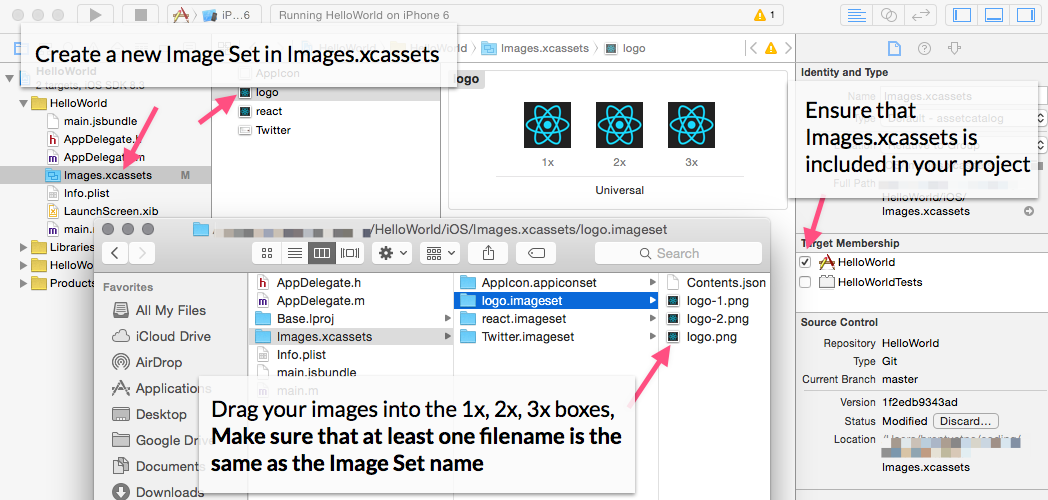 iP...6
Running HelloWorld on iPhone 6
1
Create a new Image Set in Images.xcassets
Images.xcassets
logo
HelloWorld
2 targets, iOS SDK 8.3
HelloWorld
main.jsbundle
AppDelegate.h
AppDelegate.m
Images.xcassets
M
Info.plist
LaunchScreen.xib
Libraries
HelloWo
Products
AppIcon
logo
react
Twitter
logo
1x
2x
3x
Universal
Identity and Type
Name
Images.xcassets
Ensure that
Images.xcassets is
included in your project
Default - assetcatalog
Full Path
HelloWorld/iOS/
Images.xcassets
Target Membership
HelloWorld
HelloWorldTests
Source Control
Repository HelloWorld
Type Git
Current Branch master
Version 1f2edb9343ad
Status Modified Discard...
Location
Images.xcassets
/HelloWorld/iOS/Images.xcassets/logo.imageset
Search
Favorites
All My Files
iCloud Drive
AirDrop
Applications
Desktop
Google Driv
Documents
Downloads
AppDelegate.h
AppDelegate.m
Base.lproj
Images.xcassets
Info.plist
main.jsbundle
main.m
AppIcon.appiconset
logo.imageset
react.imageset
Twitter.imageset
Contents.json
logo-1.png
logo-2.png
logo.png
Drag your images into the 1x, 2x, 3x boxes,
Make sure that at least one filename is the
same as the Image Set name